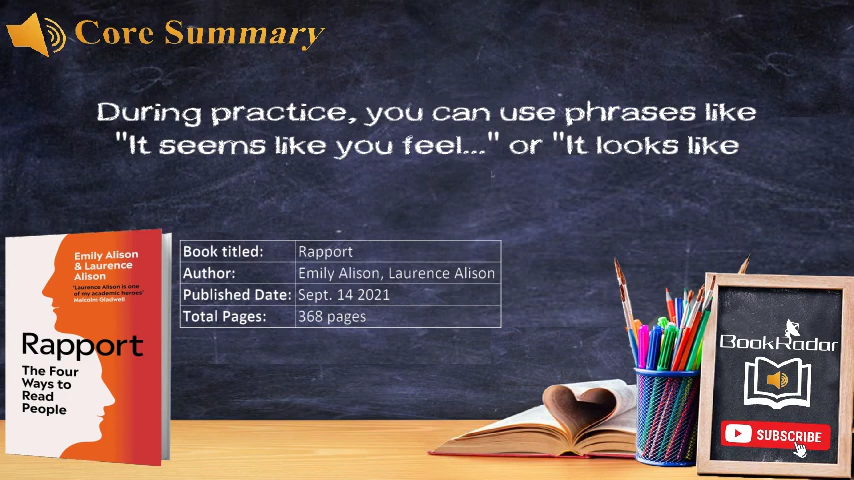 Core Summary
During practice, you can use phrases like
"It seems like you feel..." or "It looks like
Book titled: Rapport
Author: Emily Alison, Laurence Alison
Published Date: Sept. 14 2021
Total Pages: 368 pages
Emily Alison
& Laurence
Alison
'Laurence Alison is one
of my academic heroes'
Malcolm Gladwell
Rapport
The Four
Ways to
Read
People
BookRadar
SUBSCRIBE